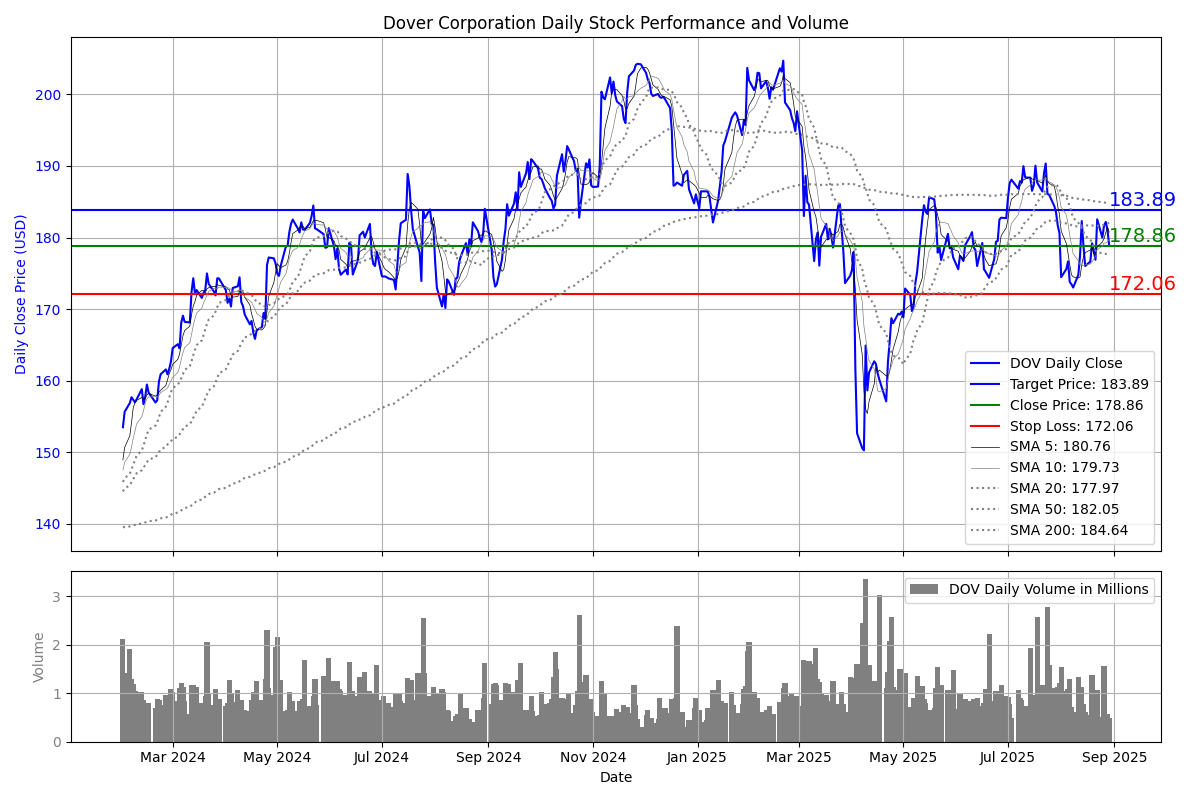 Dover Corporation Daily Stock Performance and Volume
Daily Close Price (USD)
200
190
180
170
160
150
140
183.89
178.86
172.06
DOV Daily Close
Target Price: 183.89
Close Price: 178.86
Stop Loss: 172.06
SMA 5: 180.76
SMA 10: 179.73
SMA 20: 177.97
SMA 50: 182.05
SMA 200: 184.64
Volume
3
2
1
0
DOV Daily Volume in Millions
Mar 2024 May 2024 Jul 2024 Sep 2024 Nov 2024 Jan 2025 Mar 2025 May 2025 Jul 2025 Sep 2025
Date